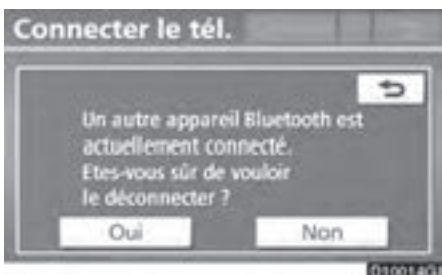 Connecter le tél.
Un autre appareil Bluetooth est
actuellement connecté.
Etes-vous sûr de vouloir
le déconnecter ?
Oui
Non